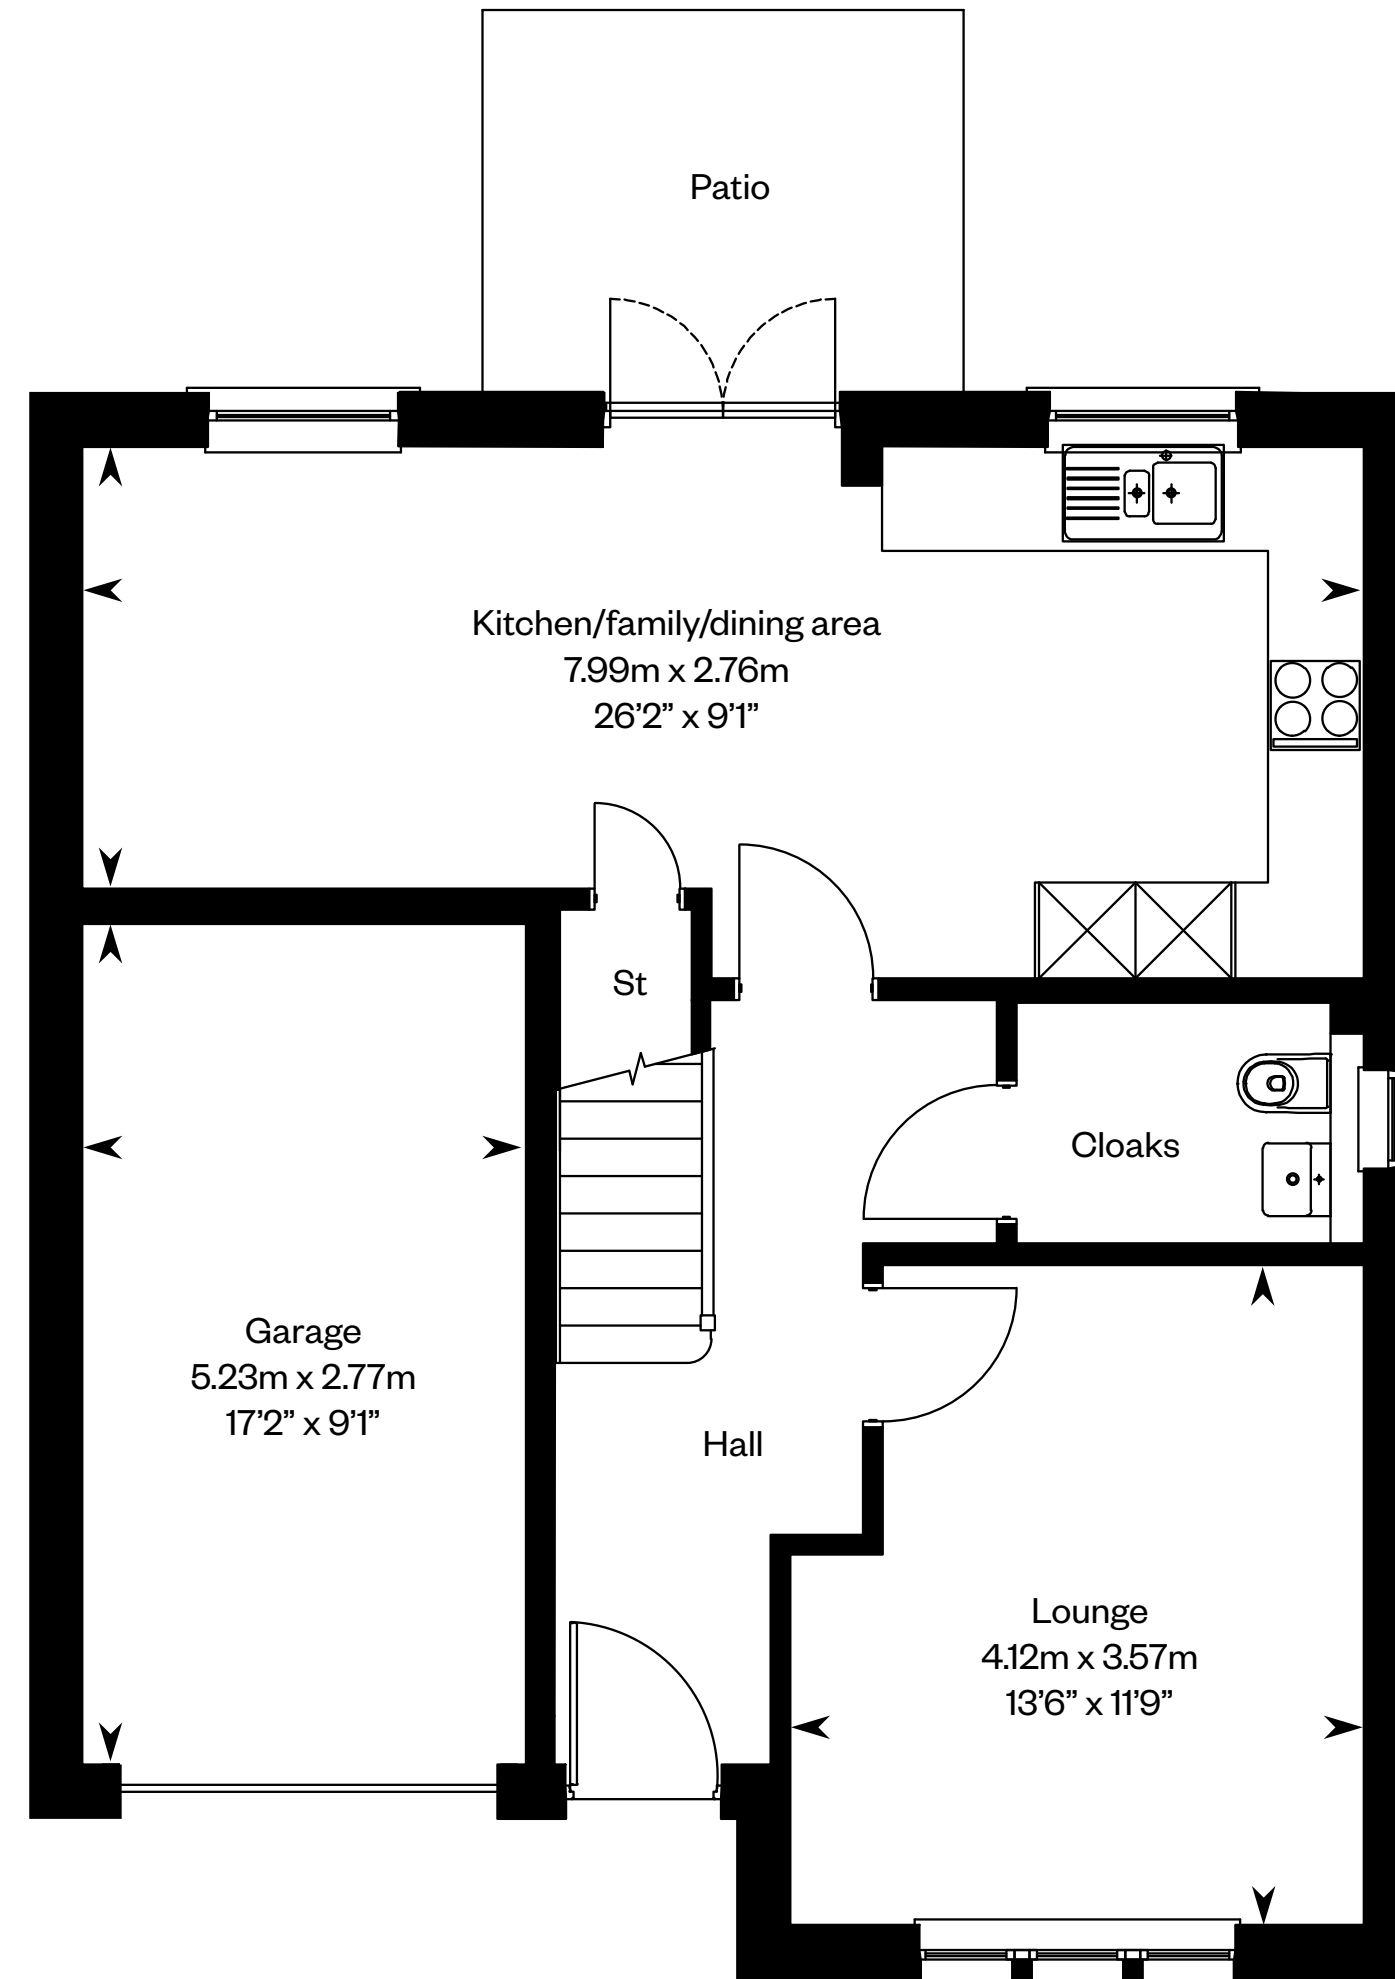 Patio
Kitchen/family/dining area
7.99m x 2.76m
26’2” x 9’1”
St
Cloaks
Garage
5.23m x 2.77m
17’2” x 9’1”
Hall
Lounge
4.12m x 3.57m
13’6” x 11’9”